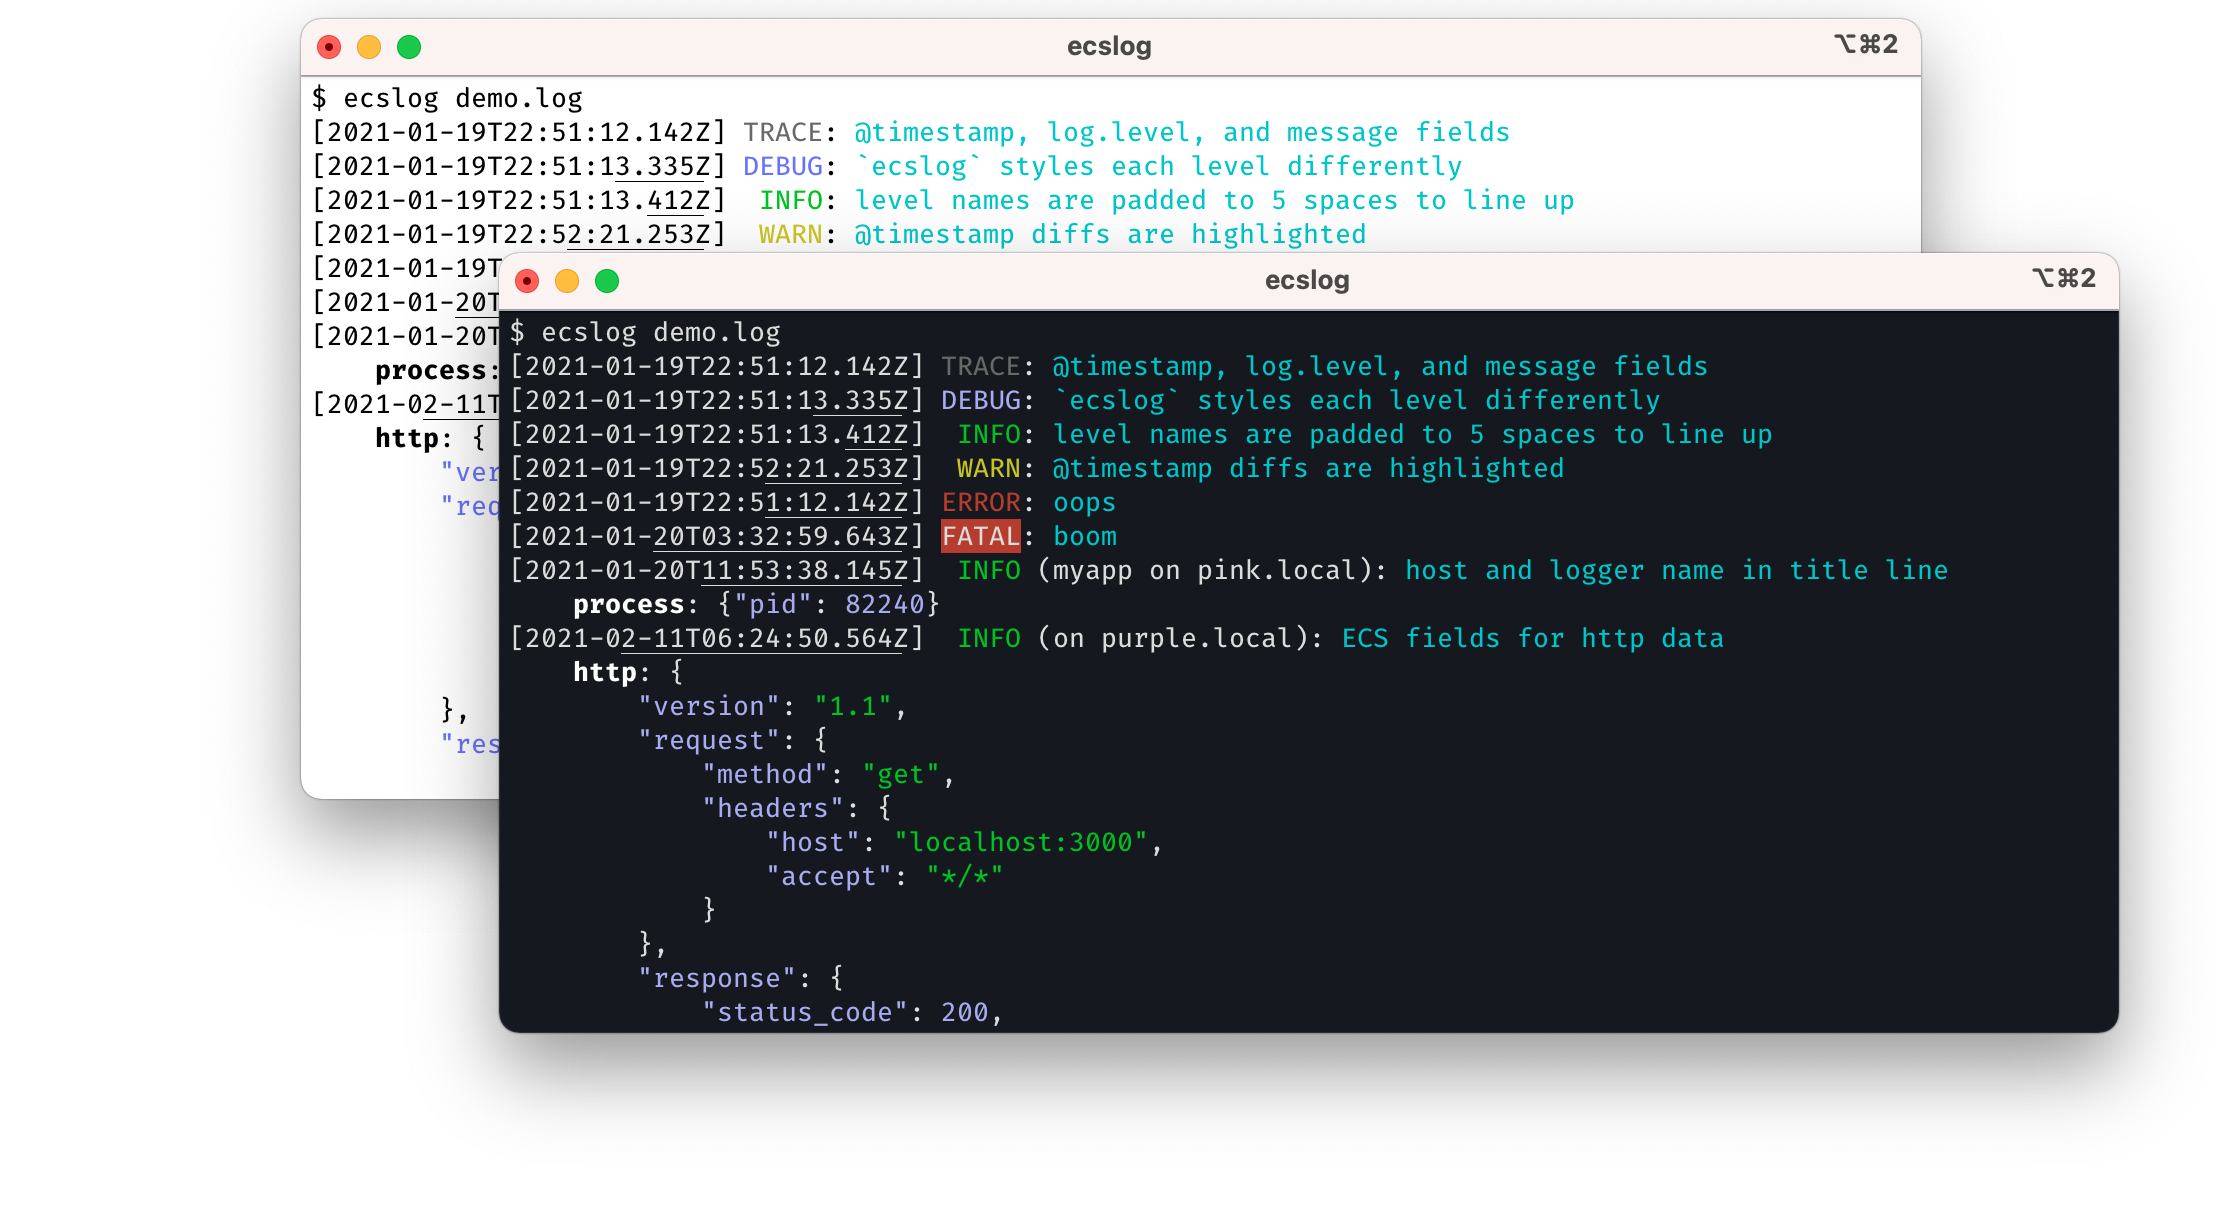 ecslog ⌥⌘2
$ ecslog demo.log
[2021-01-19T22:51:12.142Z] TRACE: @timestamp, log.level, and message fields
[2021-01-19T22:51:13.335Z] DEBUG: `ecslog` styles each level differently
[2021-01-19T22:51:13.412Z]  INFO: level names are padded to 5 spaces to line up
[2021-01-19T22:52:21.253Z]  WARN: @timestamp diffs are highlighted
[2021-01-19T
[2021-01-20T
[2021-01-20T
    process:
[2021-02-11T
    http: {
        "ver
        "req
        },
        "res
ecslog ⌥⌘2
$ ecslog demo.log
[2021-01-19T22:51:12.142Z] TRACE: @timestamp, log.level, and message fields
[2021-01-19T22:51:13.335Z] DEBUG: `ecslog` styles each level differently
[2021-01-19T22:51:13.412Z]  INFO: level names are padded to 5 spaces to line up
[2021-01-19T22:52:21.253Z]  WARN: @timestamp diffs are highlighted
[2021-01-19T22:51:12.142Z] ERROR: oops
[2021-01-20T03:32:59.643Z] FATAL: boom
[2021-01-20T11:53:38.145Z]  INFO (myapp on pink.local): host and logger name in title line
    process: {"pid": 82240}
[2021-02-11T06:24:50.564Z]  INFO (on purple.local): ECS fields for http data
    http: {
        "version": "1.1",
        "request": {
            "method": "get",
            "headers": {
                "host": "localhost:3000",
                "accept": "*/*"
            }
        },
        "response": {
            "status_code": 200,